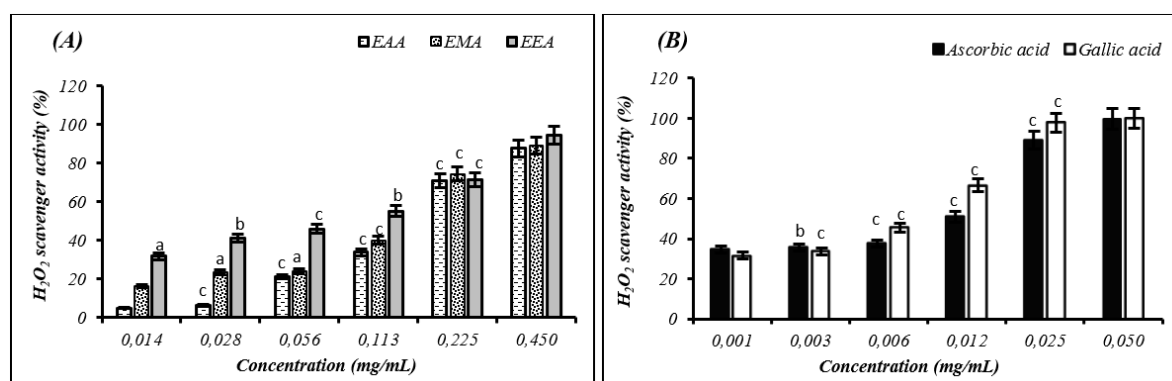 (A)
EAA EMA EEA
H₂O₂ scavenger activity (%)
120
100
80
60
40
20
0
a
c a b
c a c
c c b
c c c
0,014 0,028 0,056 0,113 0,225 0,450
Concentration (mg/mL)
(B)
Ascorbic acid Gallic acid
H₂O₂ scavenger activity (%)
120
100
80
60
40
20
0
b c
c c
c c
c c
0,001 0,003 0,006 0,012 0,025 0,050
Concentration (mg/mL)